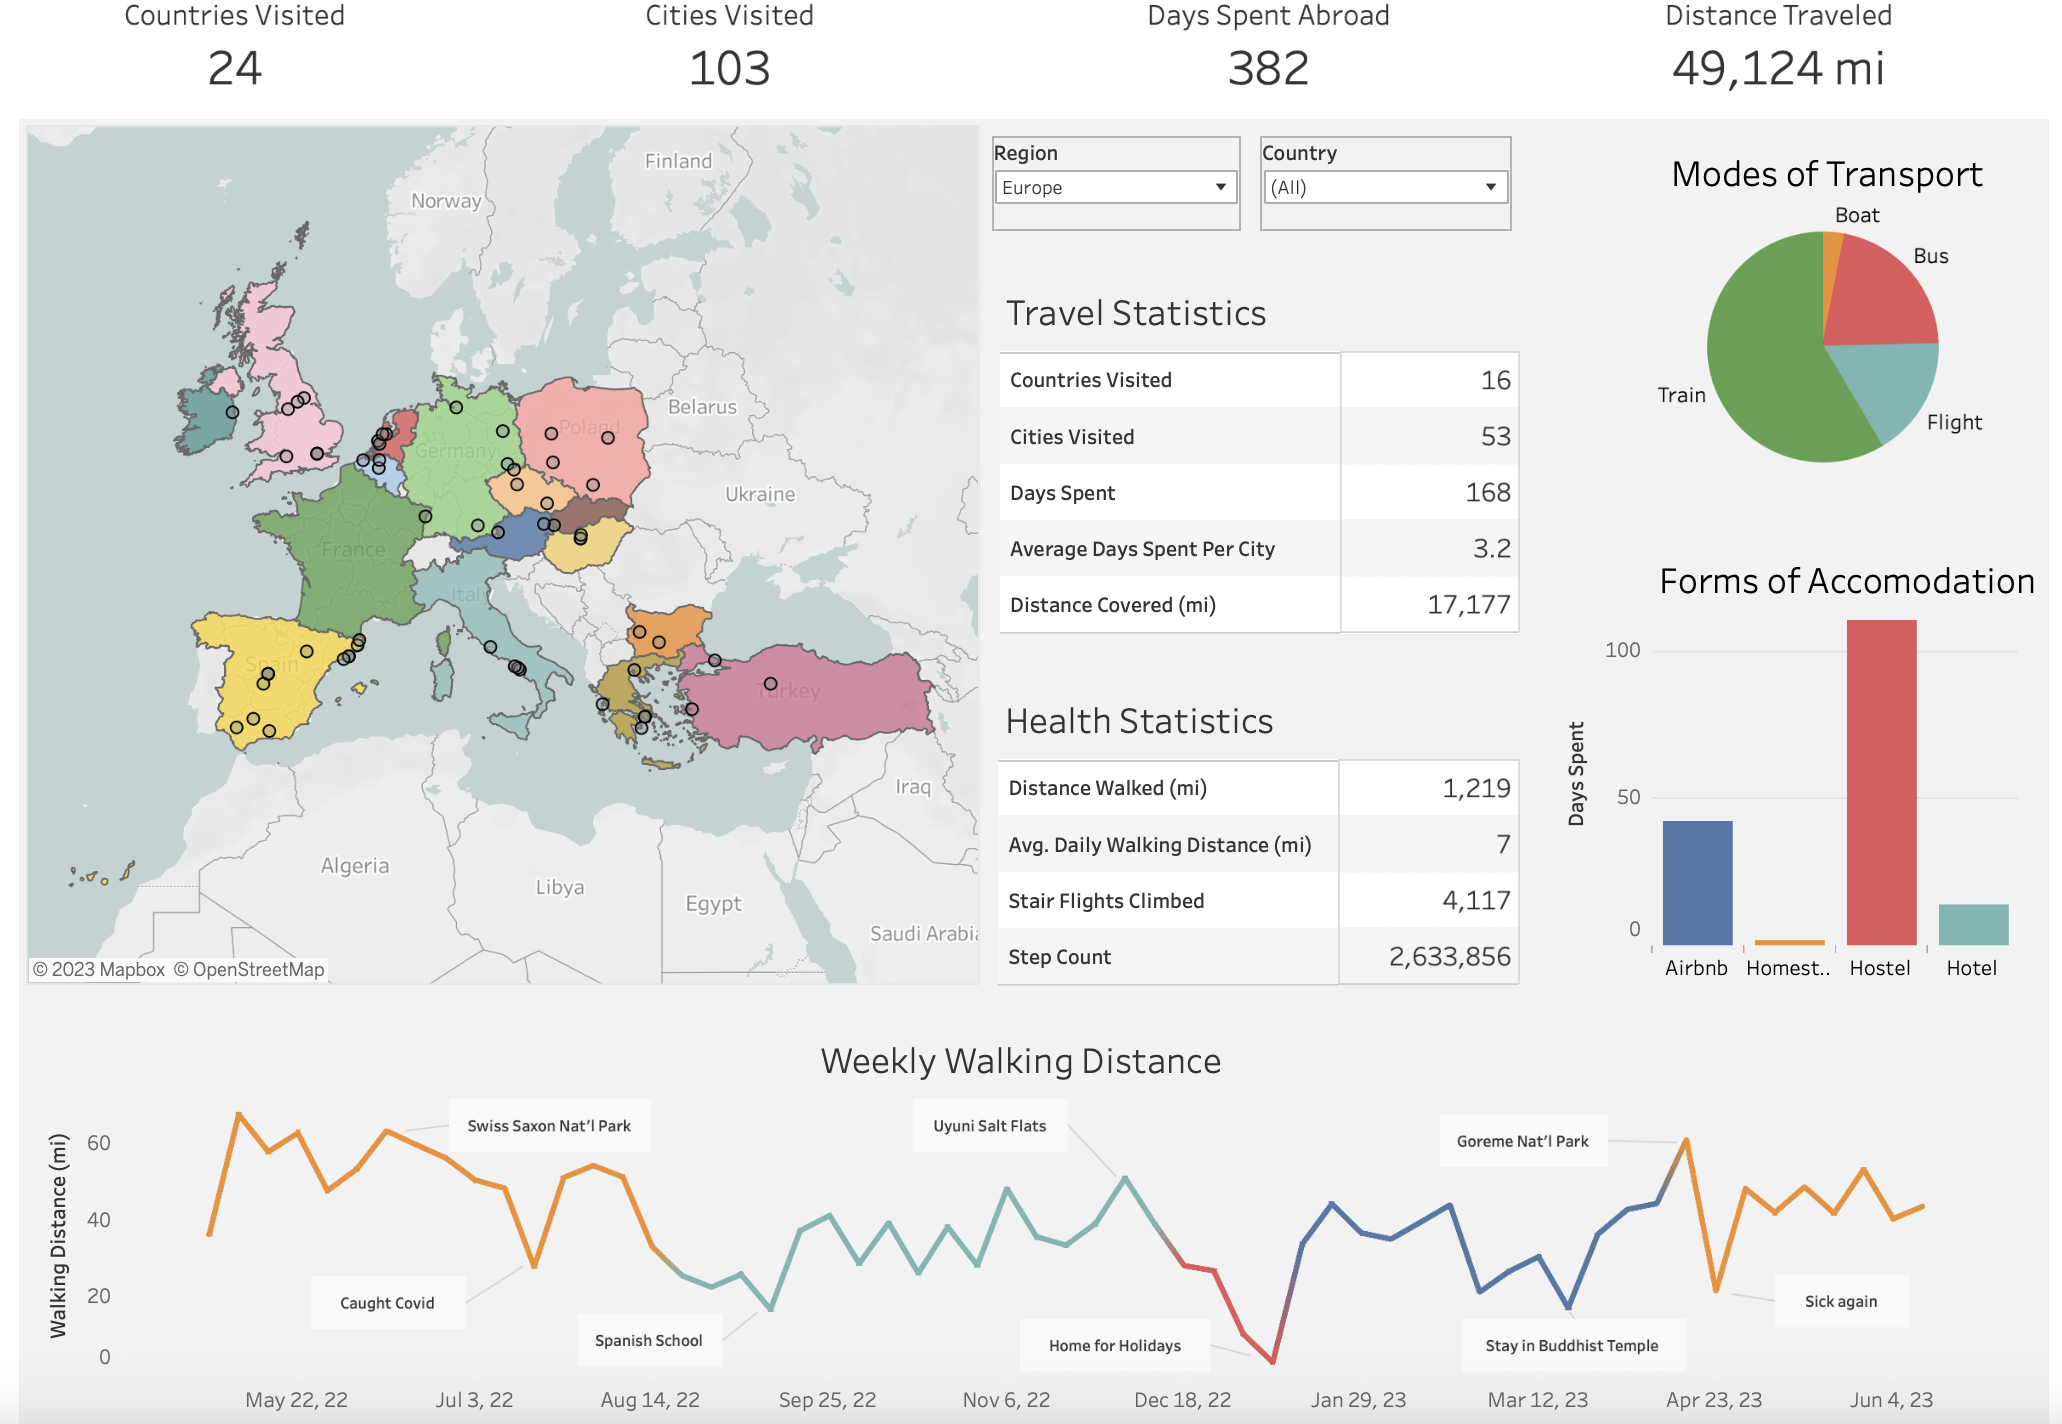 Countries Visited
24
Cities Visited
103
Days Spent Abroad
382
Distance Traveled
49,124 mi
Finland
Norway
Belarus
Poland
Germany
Ukraine
France
Italy
Spain
Turkey
Iraq
Algeria
Libya
Egypt
Saudi Arabia
© 2023 Mapbox © OpenStreetMap
Region
Europe
Country
(All)
Travel Statistics
Countries Visited 16
Cities Visited 53
Days Spent 168
Average Days Spent Per City 3.2
Distance Covered (mi) 17,177
Health Statistics
Distance Walked (mi) 1,219
Avg. Daily Walking Distance (mi) 7
Stair Flights Climbed 4,117
Step Count 2,633,856
Modes of Transport
Boat
Bus
Train
Flight
Forms of Accomodation
Days Spent
100
50
0
Airbnb Homest.. Hostel Hotel
Weekly Walking Distance
Walking Distance (mi)
60
40
20
0
Swiss Saxon Nat'l Park
Uyuni Salt Flats
Goreme Nat'l Park
Caught Covid
Sick again
Spanish School
Home for Holidays
Stay in Buddhist Temple
May 22, 22 Jul 3, 22 Aug 14, 22 Sep 25, 22 Nov 6, 22 Dec 18, 22 Jan 29, 23 Mar 12, 23 Apr 23, 23 Jun 4, 23